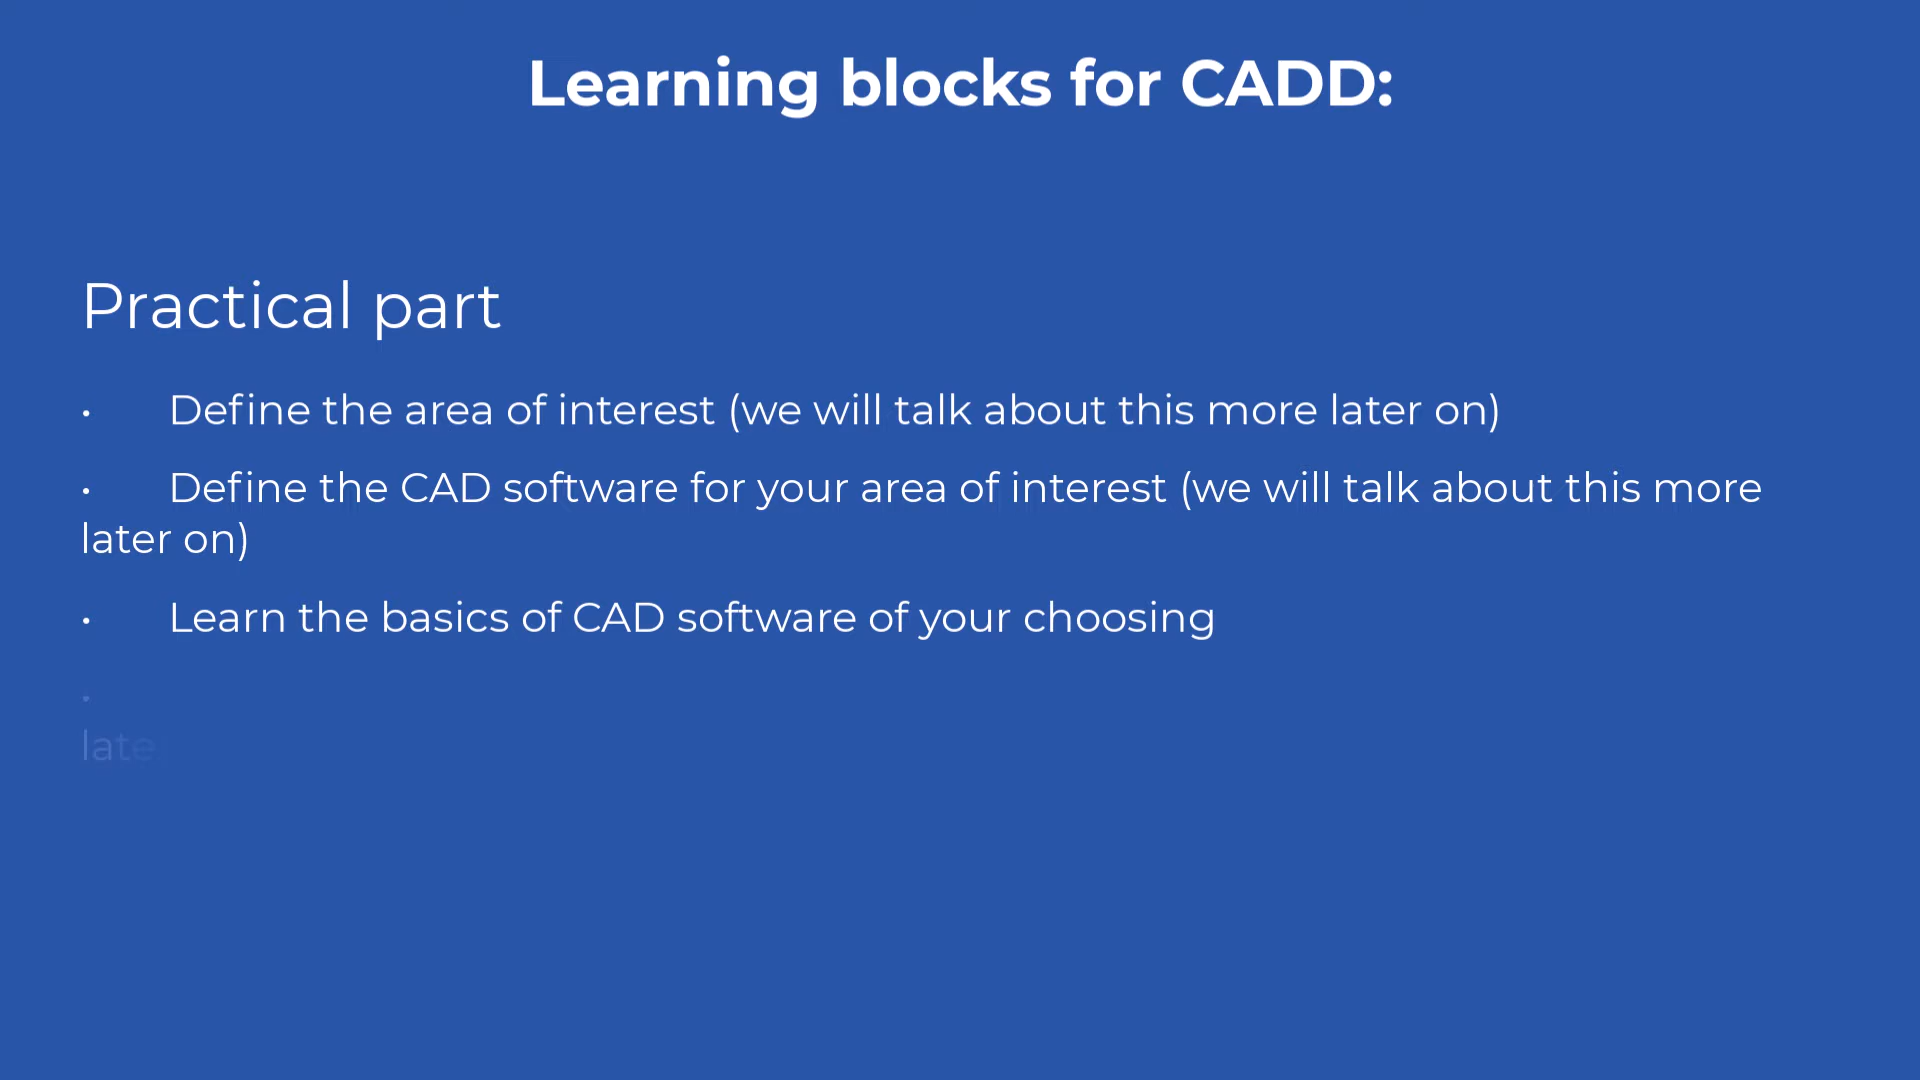 Learning blocks for CADD:
Practical part
• Define the area of interest (we will talk about this more later on)
• Define the CAD software for your area of interest (we will talk about this more
later on)
• Learn the basics of CAD software of your choosing
•